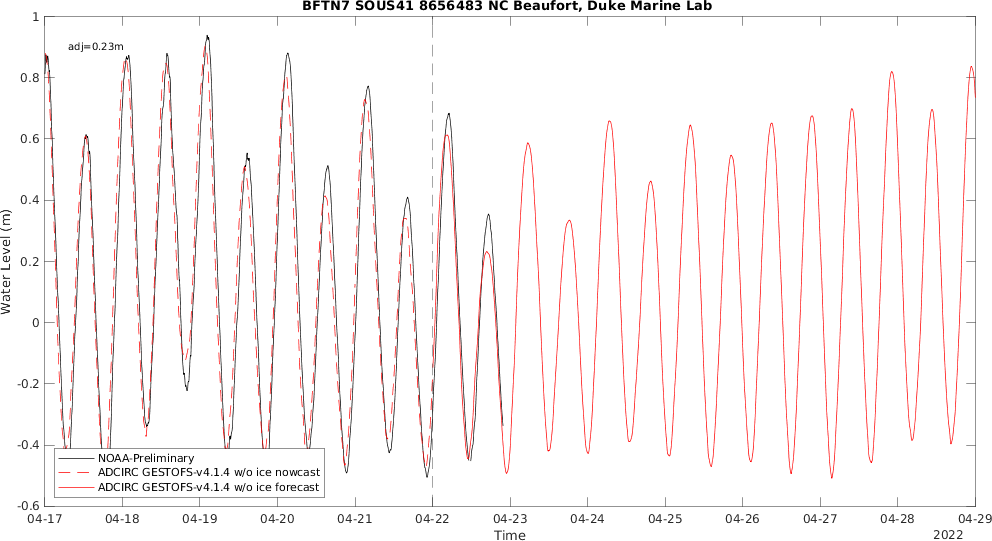 BFTN7 SOUS41 8656483 NC Beaufort, Duke Marine Lab
1
adj=0.23m
0.8
0.6
0.4
0.2
0
-0.2
-0.4
-0.6
Water Level (m)
NOAA-Preliminary
ADCIRC GESTOFS-v4.1.4 w/o ice nowcast
ADCIRC GESTOFS-v4.1.4 w/o ice forecast
04-17 04-18 04-19 04-20 04-21 04-22 04-23 04-24 04-25 04-26 04-27 04-28 04-29
Time
2022